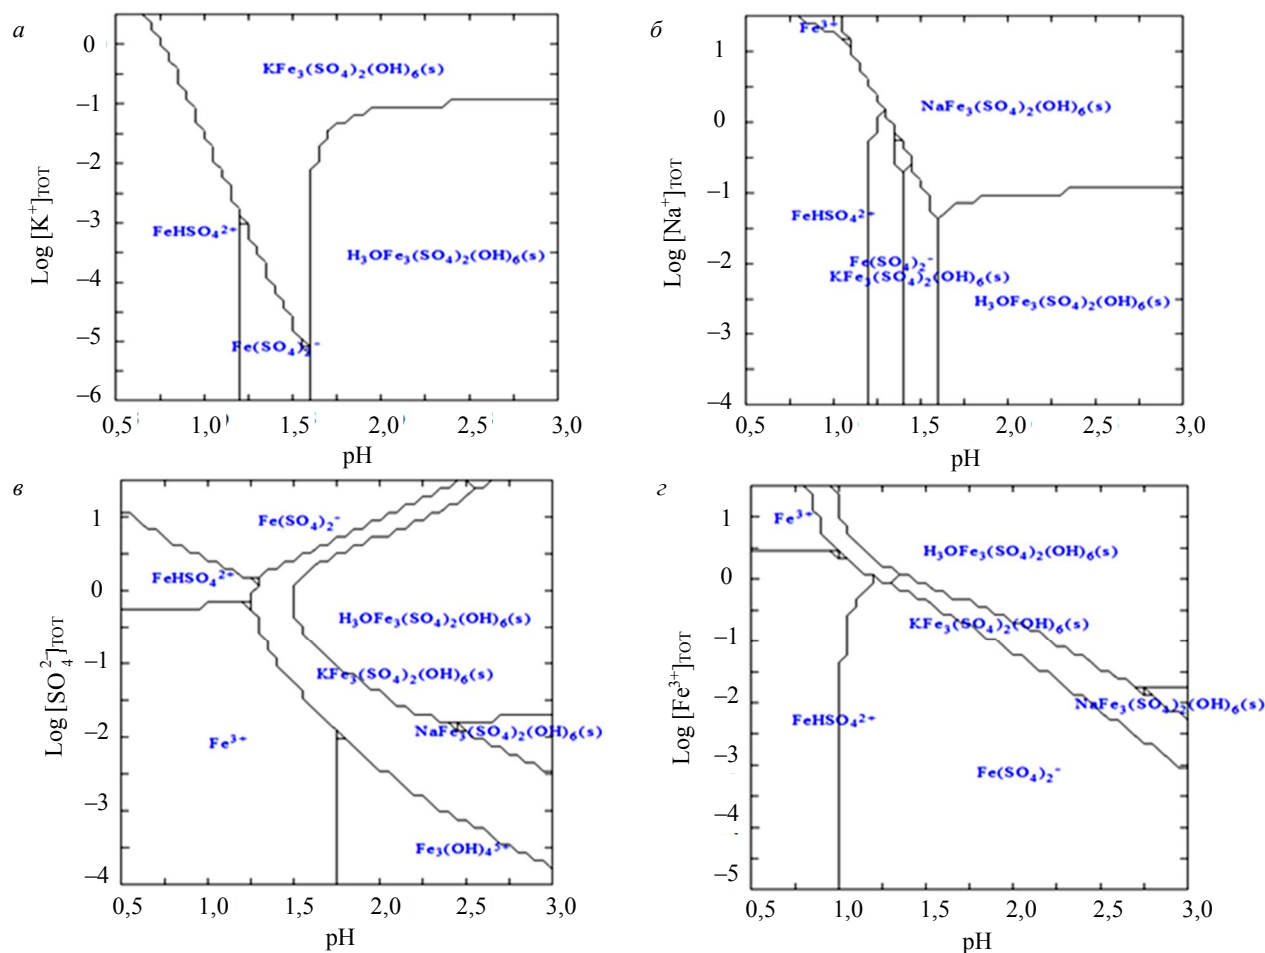 а
Log [K⁺]TOT
0
–1
–2
–3
–4
–5
–6
KFe₃(SO₄)₂(OH)₆(s)
FeHSO₄²⁺
H₃OFe₃(SO₄)₂(OH)₆(s)
Fe(SO₄)₂⁻
0,5 1,0 1,5 2,0 2,5 3,0
pH
б
Log [Na⁺]TOT
1
0
–1
–2
–3
–4
Fe³⁺
NaFe₃(SO₄)₂(OH)₆(s)
FeHSO₄²⁺
Fe(SO₄)₂⁻
KFe₃(SO₄)₂(OH)₆(s)
H₃OFe₃(SO₄)₂(OH)₆(s)
0,5 1,0 1,5 2,0 2,5 3,0
pH
в
Log [SO₄²⁻]TOT
1
0
–1
–2
–3
–4
Fe(SO₄)₂⁻
FeHSO₄²⁺
H₃OFe₃(SO₄)₂(OH)₆(s)
KFe₃(SO₄)₂(OH)₆(s)
NaFe₃(SO₄)₂(OH)₆(s)
Fe³⁺
Fe₃(OH)₄⁵⁺
0,5 1,0 1,5 2,0 2,5 3,0
pH
г
Log [Fe³⁺]TOT
1
0
–1
–2
–3
–4
–5
Fe³⁺
H₃OFe₃(SO₄)₂(OH)₆(s)
KFe₃(SO₄)₂(OH)₆(s)
NaFe₃(SO₄)₂(OH)₆(s)
FeHSO₄²⁺
Fe(SO₄)₂⁻
0,5 1,0 1,5 2,0 2,5 3,0
pH